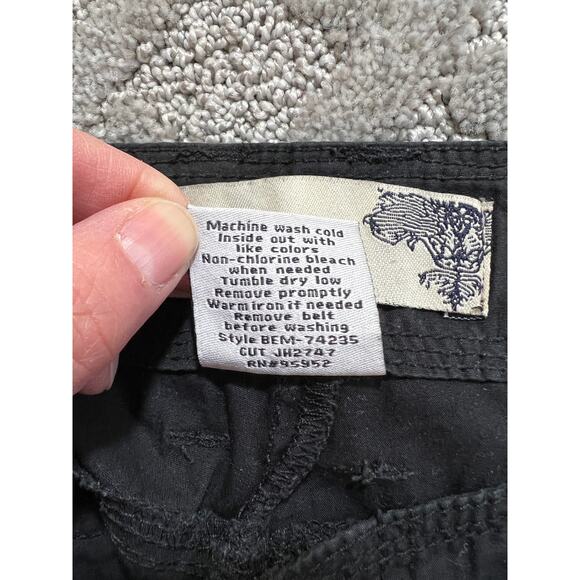 Machine wash cold
Inside out with
like colors
Non-chlorine bleach
when needed
Tumble dry low
Remove promptly
Warm iron if needed
Remove belt
before washing
Style BEM-74235
CUT JH2747
RN#95952